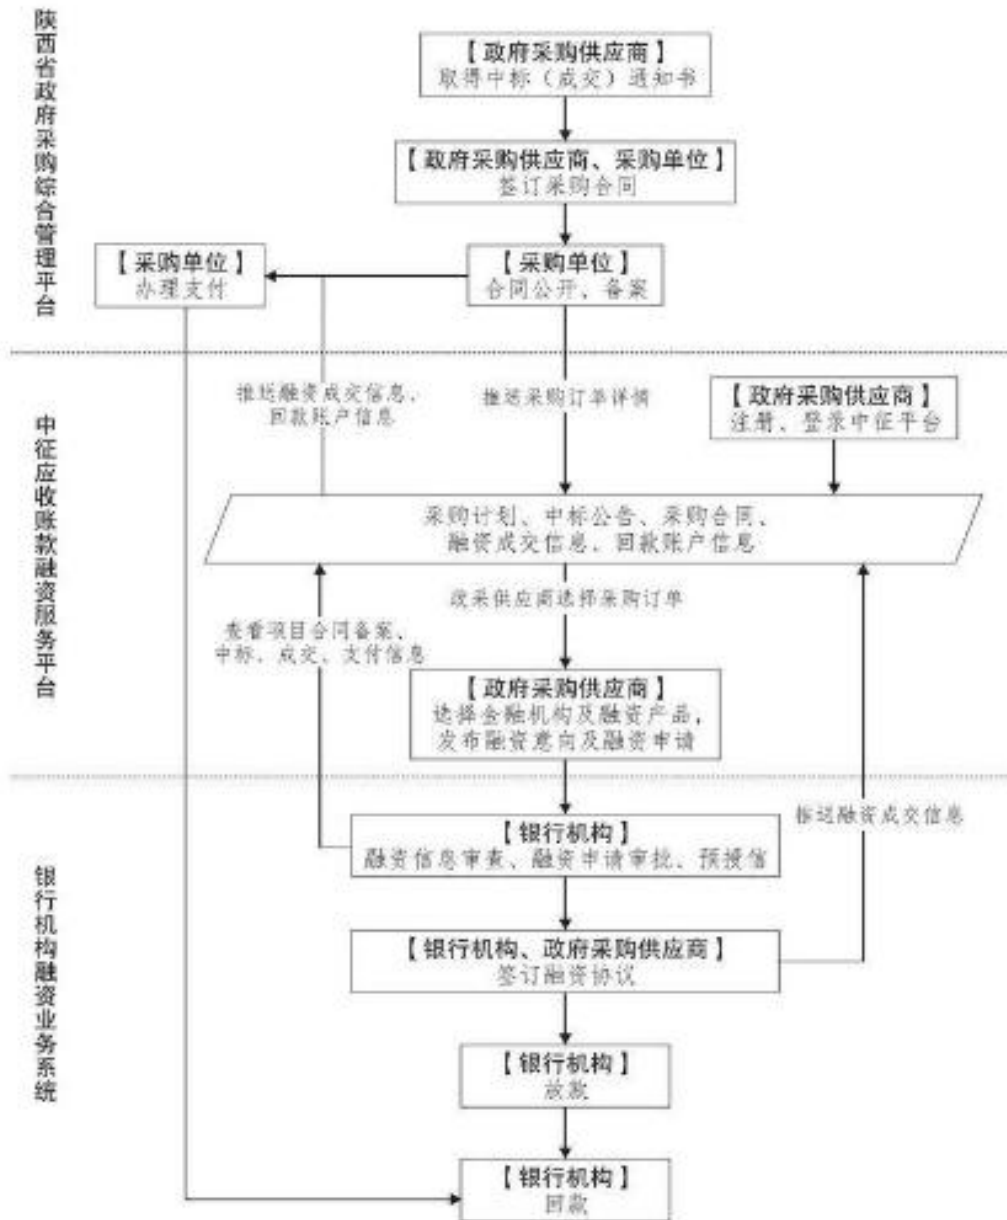 陕西省政府采购综合管理平台
【政府采购供应商】
取得中标（成交）通知书
【政府采购供应商、采购单位】
签订采购合同
【采购单位】
办理支付
【采购单位】
合同公开、备案
中征应收账款融资服务平台
推送融资成交信息、
回款账户信息
推送采购订单详情
【政府采购供应商】
注册、登录中征平台
采购计划、中标公告、采购合同、
融资成交信息、回款账户信息
政采供应商选择采购订单
查看项目合同备案、
中标、成交、支付信息
【政府采购供应商】
选择金融机构及融资产品，
发布融资意向及融资申请
银行机构融资业务系统
推送融资成交信息
【银行机构】
融资信息审查、融资申请审批、预授信
【银行机构、政府采购供应商】
签订融资协议
【银行机构】
放款
【银行机构】
回款